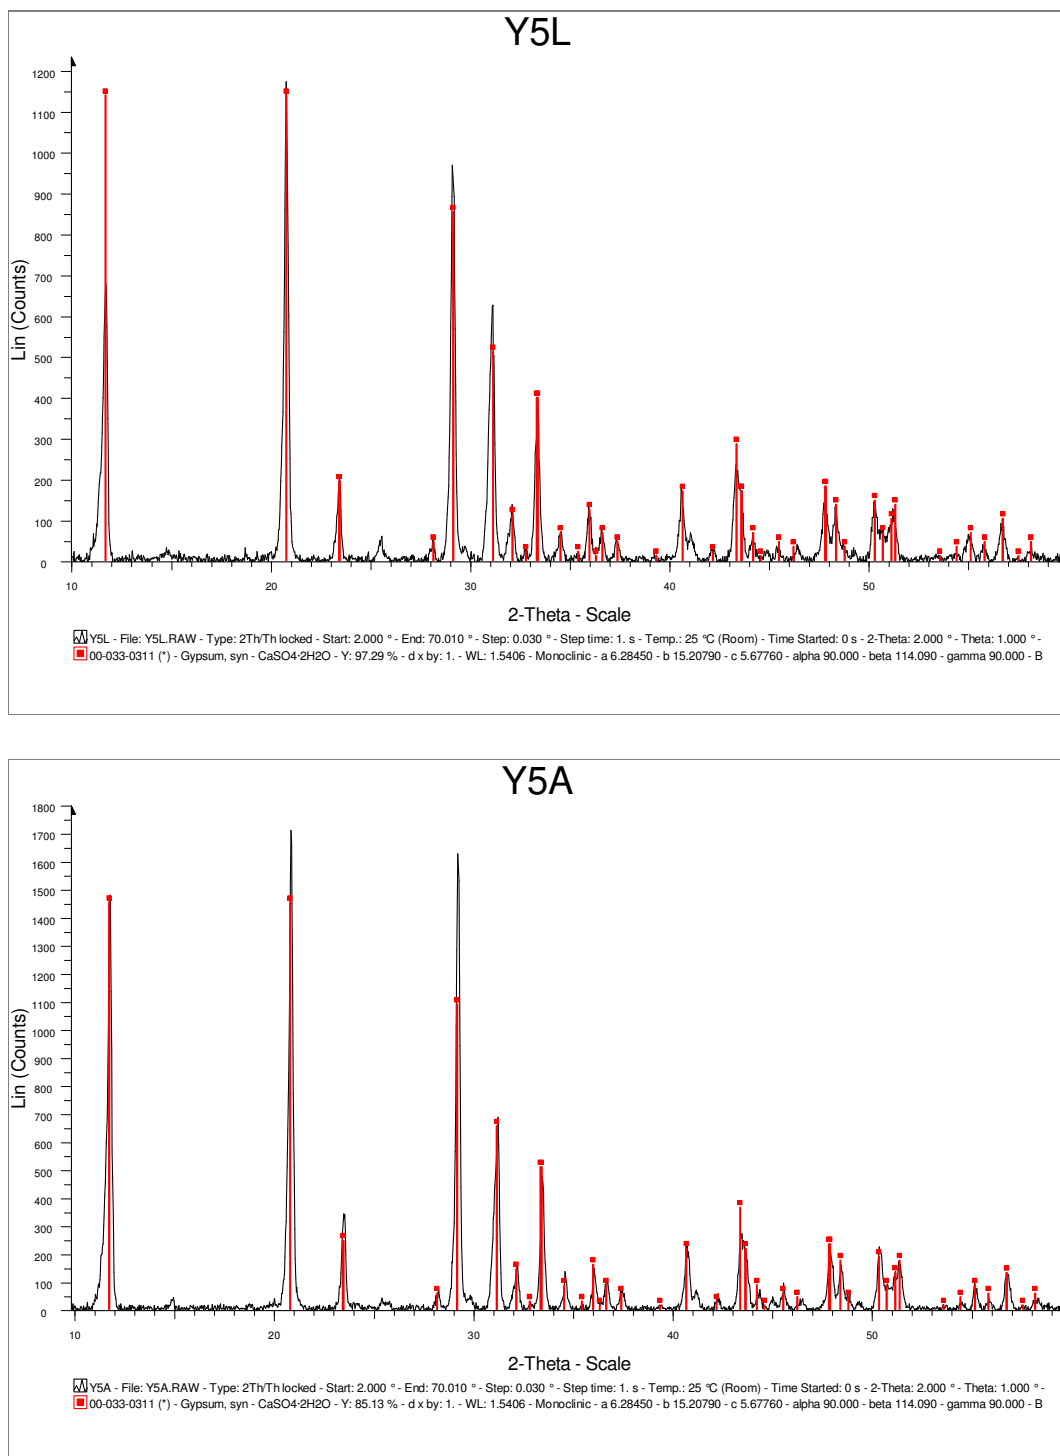 Y5L
1200
1100
1000
900
800
700
600
500
400
300
200
100
0
Lin (Counts)
10 20 30 40 50
2-Theta - Scale
Y5L - File: Y5L.RAW - Type: 2Th/Th locked - Start: 2.000 ° - End: 70.010 ° - Step: 0.030 ° - Step time: 1. s - Temp.: 25 °C (Room) - Time Started: 0 s - 2-Theta: 2.000 ° - Theta: 1.000 ° -
00-033-0311 (*) - Gypsum, syn - CaSO4·2H2O - Y: 97.29 % - d x by: 1. - WL: 1.5406 - Monoclinic - a 6.28450 - b 15.20790 - c 5.67760 - alpha 90.000 - beta 114.090 - gamma 90.000 - B
Y5A
1800
1700
1600
1500
1400
1300
1200
1100
1000
900
800
700
600
500
400
300
200
100
0
Lin (Counts)
10 20 30 40 50
2-Theta - Scale
Y5A - File: Y5A.RAW - Type: 2Th/Th locked - Start: 2.000 ° - End: 70.010 ° - Step: 0.030 ° - Step time: 1. s - Temp.: 25 °C (Room) - Time Started: 0 s - 2-Theta: 2.000 ° - Theta: 1.000 ° -
00-033-0311 (*) - Gypsum, syn - CaSO4·2H2O - Y: 85.13 % - d x by: 1. - WL: 1.5406 - Monoclinic - a 6.28450 - b 15.20790 - c 5.67760 - alpha 90.000 - beta 114.090 - gamma 90.000 - B